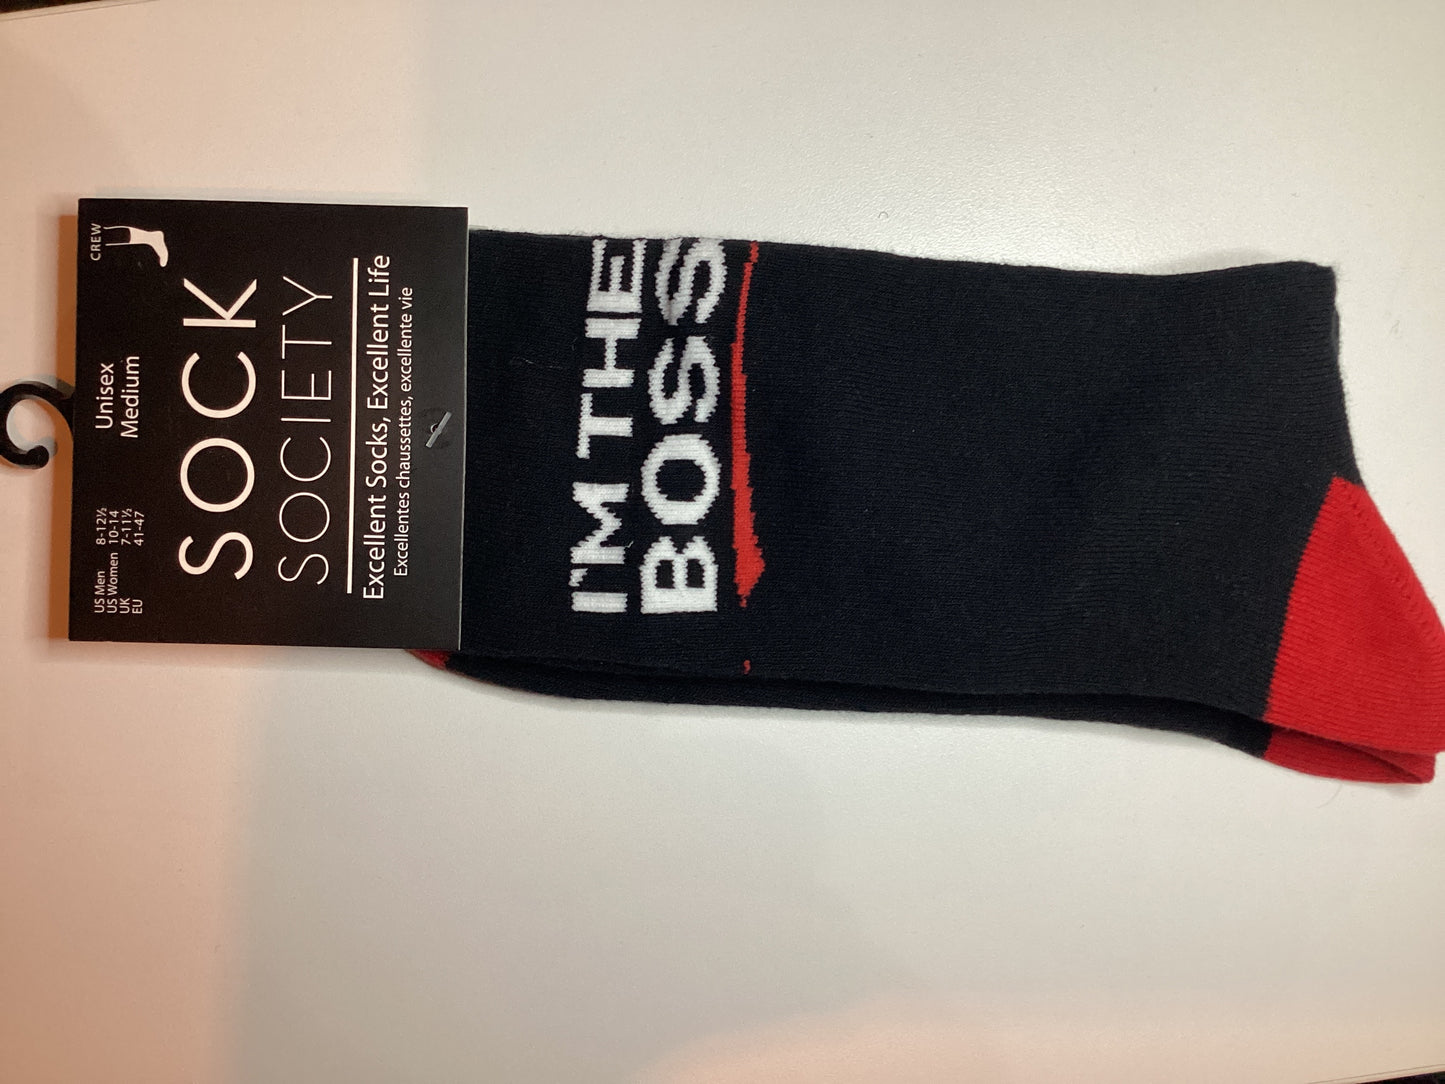 CREW
Unisex
Medium
US Men 8-12½
US Women 10-14
UK 7-11½
EU 41-47
SOCK
SOCIETY
Excellent Socks, Excellent Life
Excellentes chaussettes, excellente vie
I'M THE
BOSS